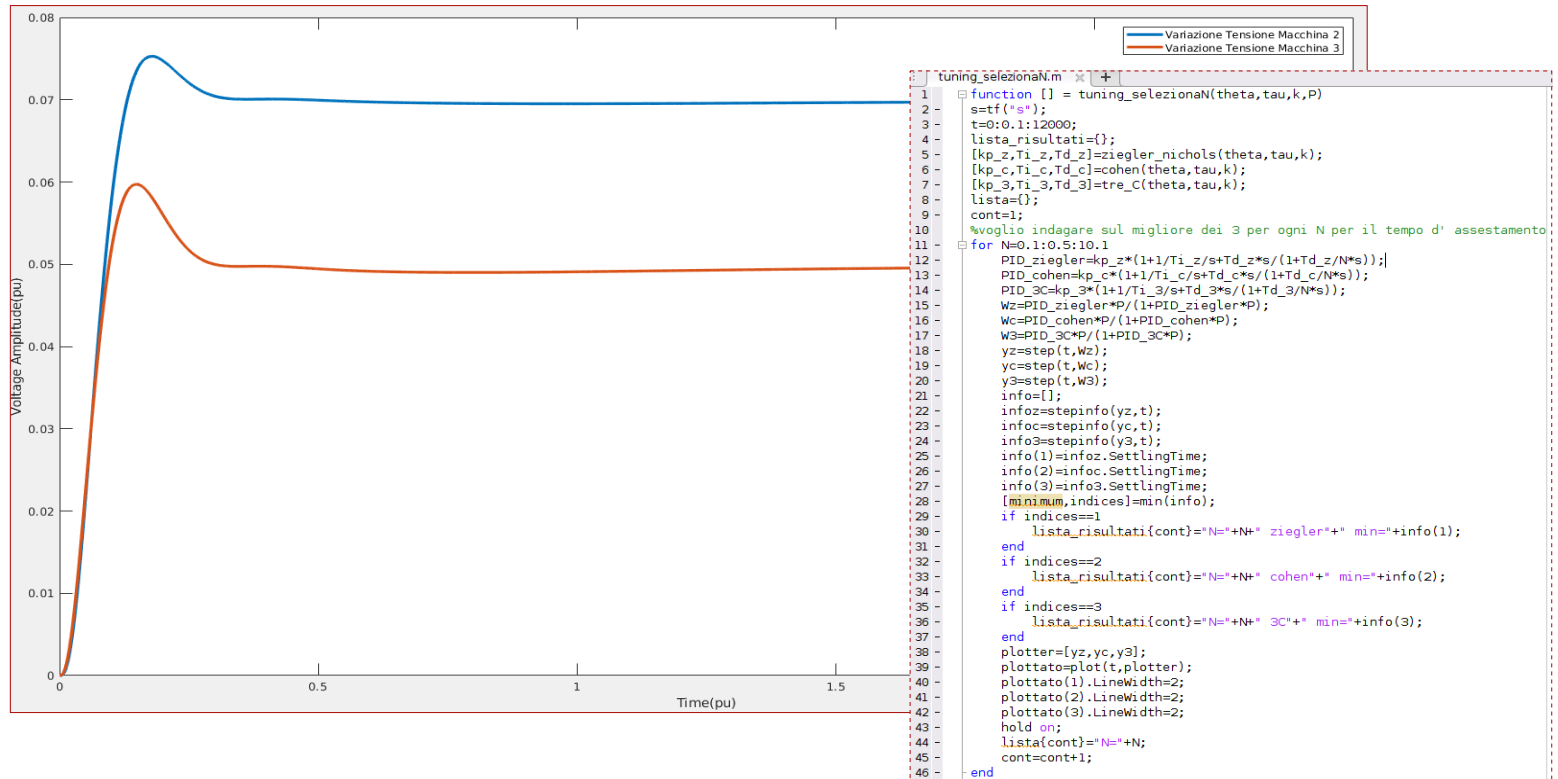 0.08
0.07
0.06
0.05
0.04
0.03
0.02
0.01
0
0
0.5
1
1.5
Voltage Amplitude(pu)
Time(pu)
Variazione Tensione Macchina 2
Variazione Tensione Macchina 3
tuning_selezionaN.m × +
1 function [] = tuning_selezionaN(theta,tau,k,P)
2 - s=tf("s");
3 - t=0:0.1:12000;
4 - lista_risultati={};
5 - [kp_z,Ti_z,Td_z]=ziegler_nichols(theta,tau,k);
6 - [kp_c,Ti_c,Td_c]=cohen(theta,tau,k);
7 - [kp_3,Ti_3,Td_3]=tre_C(theta,tau,k);
8 - lista={};
9 - cont=1;
10 %voglio indagare sul migliore dei 3 per ogni N per il tempo d' assestamento
11 - for N=0.1:0.5:10.1
12 - PID_ziegler=kp_z*(1+1/Ti_z/s+Td_z*s/(1+Td_z/N*s));
13 - PID_cohen=kp_c*(1+1/Ti_c/s+Td_c*s/(1+Td_c/N*s));
14 - PID_3C=kp_3*(1+1/Ti_3/s+Td_3*s/(1+Td_3/N*s));
15 - Wz=PID_ziegler*P/(1+PID_ziegler*P);
16 - Wc=PID_cohen*P/(1+PID_cohen*P);
17 - W3=PID_3C*P/(1+PID_3C*P);
18 - yz=step(t,Wz);
19 - yc=step(t,Wc);
20 - y3=step(t,W3);
21 - info=[];
22 - infoz=stepinfo(yz,t);
23 - infoc=stepinfo(yc,t);
24 - info3=stepinfo(y3,t);
25 - info(1)=infoz.SettlingTime;
26 - info(2)=infoc.SettlingTime;
27 - info(3)=info3.SettlingTime;
28 - [minimum,indices]=min(info);
29 - if indices==1
30 - lista_risultati{cont}="N="+N+" ziegler"+" min="+info(1);
31 - end
32 - if indices==2
33 - lista_risultati{cont}="N="+N+" cohen"+" min="+info(2);
34 - end
35 - if indices==3
36 - lista_risultati{cont}="N="+N+" 3C"+" min="+info(3);
37 - end
38 - plotter=[yz,yc,y3];
39 - plottato=plot(t,plotter);
40 - plottato(1).LineWidth=2;
41 - plottato(2).LineWidth=2;
42 - plottato(3).LineWidth=2;
43 - hold on;
44 - lista{cont}="N="+N;
45 - cont=cont+1;
46 - end